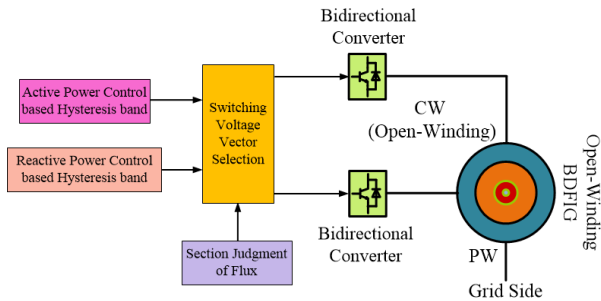 Bidirectional
Converter
Active Power Control
based Hysteresis band
Switching
Voltage
Vector
Selection
CW
(Open-Winding)
Reactive Power Control
based Hysteresis band
Open-Winding
BDFIG
Bidirectional
Converter
Section Judgment
of Flux
PW
Grid Side